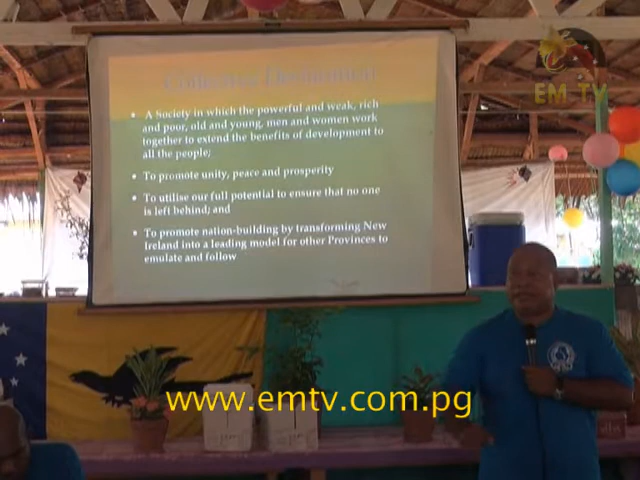 EM TV
Collective Declaration
• A Society in which the powerful and weak, rich
and poor, old and young, men and women work
together to extend the benefits of development to
all the people;
• To promote unity, peace and prosperity
• To utilise our full potential to ensure that no one
is left behind; and
• To promote nation-building by transforming New
Ireland into a leading model for other Provinces to
emulate and follow
www.emtv.com.pg